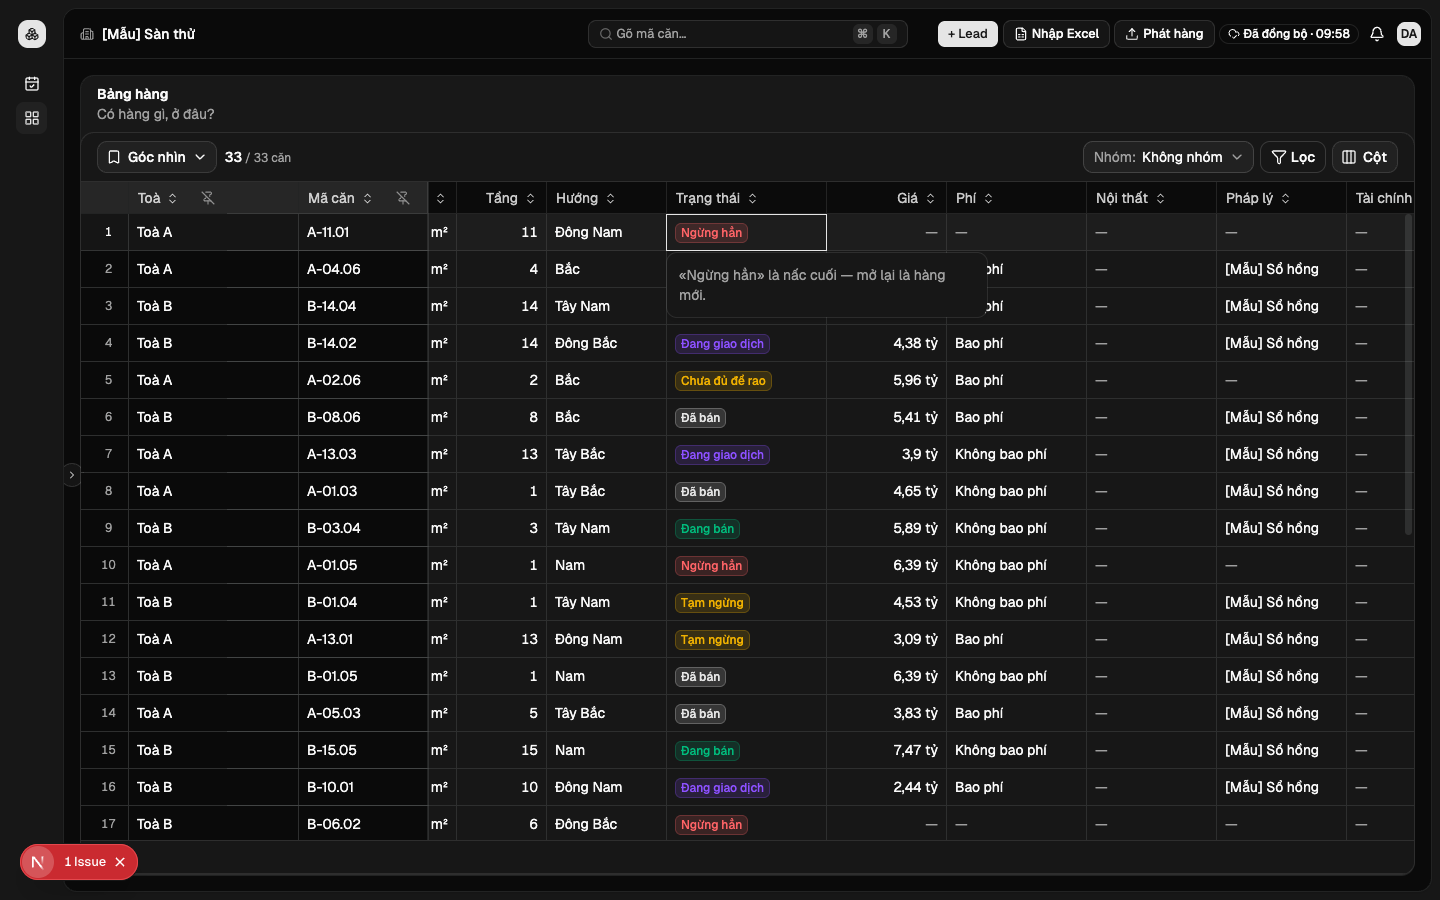 [Mẫu] Sàn thử
Gõ mã căn...
⌘ K
+ Lead
Nhập Excel
Phát hàng
Đã đồng bộ · 09:58
DA
Bảng hàng
Có hàng gì, ở đâu?
Góc nhìn
33 / 33 căn
Nhóm: Không nhóm
Lọc
Cột
Toà Mã căn Tầng Hướng Trạng thái Giá Phí Nội thất Pháp lý Tài chính
1 Toà A A-11.01 m² 11 Đông Nam Ngừng hẳn — — — — —
2 Toà A A-04.06 m² 4 Bắc phí — [Mẫu] Sổ hồng —
«Ngừng hẳn» là nấc cuối — mở lại là hàng
mới.
3 Toà B B-14.04 m² 14 Tây Nam phí — [Mẫu] Sổ hồng —
4 Toà B B-14.02 m² 14 Đông Bắc Đang giao dịch 4,38 tỷ Bao phí — [Mẫu] Sổ hồng —
5 Toà A A-02.06 m² 2 Bắc Chưa đủ để rao 5,96 tỷ Bao phí — — —
6 Toà B B-08.06 m² 8 Bắc Đã bán 5,41 tỷ Bao phí — [Mẫu] Sổ hồng —
7 Toà A A-13.03 m² 13 Tây Bắc Đang giao dịch 3,9 tỷ Không bao phí — [Mẫu] Sổ hồng —
8 Toà A A-01.03 m² 1 Tây Bắc Đã bán 4,65 tỷ Không bao phí — [Mẫu] Sổ hồng —
9 Toà B B-03.04 m² 3 Tây Nam Đang bán 5,89 tỷ Không bao phí — [Mẫu] Sổ hồng —
10 Toà A A-01.05 m² 1 Nam Ngừng hẳn 6,39 tỷ Không bao phí — — —
11 Toà B B-01.04 m² 1 Tây Nam Tạm ngừng 4,53 tỷ Không bao phí — [Mẫu] Sổ hồng —
12 Toà A A-13.01 m² 13 Đông Nam Tạm ngừng 3,09 tỷ Bao phí — [Mẫu] Sổ hồng —
13 Toà B B-01.05 m² 1 Nam Đã bán 6,39 tỷ Không bao phí — [Mẫu] Sổ hồng —
14 Toà A A-05.03 m² 5 Tây Bắc Đã bán 3,83 tỷ Bao phí — [Mẫu] Sổ hồng —
15 Toà B B-15.05 m² 15 Nam Đang bán 7,47 tỷ Không bao phí — [Mẫu] Sổ hồng —
16 Toà B B-10.01 m² 10 Đông Nam Đang giao dịch 2,44 tỷ Bao phí — [Mẫu] Sổ hồng —
17 Toà B B-06.02 m² 6 Đông Bắc Ngừng hẳn — — — — —
N 1 Issue